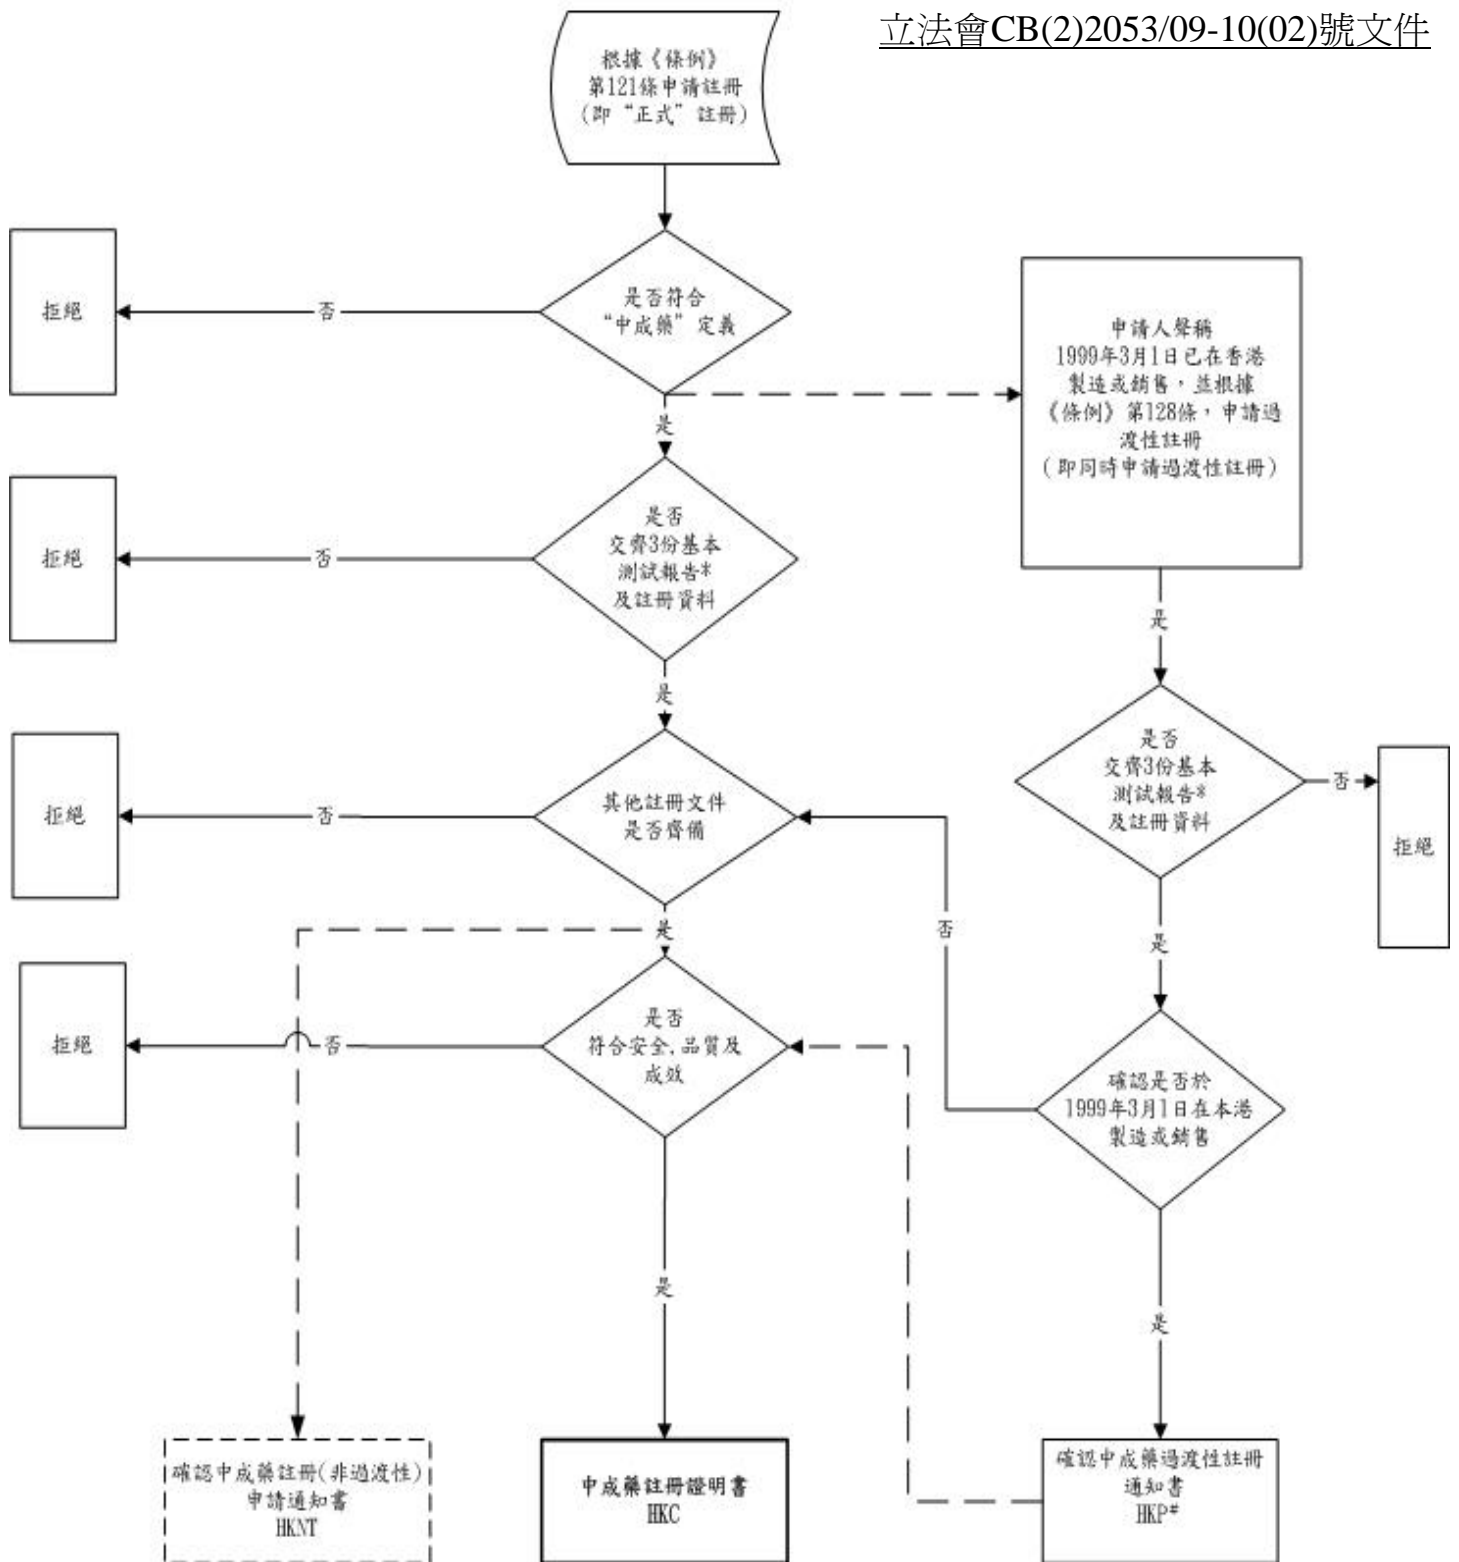 立法會CB(2)2053/09-10(02)號文件
根據《條例》
第121條申請註冊
(即“正式”註冊)
拒絕
否
是否符合
“中成藥”定義
申請人聲稱
1999年3月1日已在香港
製造或銷售，並根據
《條例》第128條，申請過
渡性註冊
(即同時申請過渡性註冊)
是
拒絕
否
是否
交齊3份基本
測試報告*
及註冊資料
是
是
是否
交齊3份基本
測試報告*
及註冊資料
否
拒絕
拒絕
否
其他註冊文件
是否齊備
否
是
是
拒絕
否
是否
符合安全,品質及
成效
確認是否於
1999年3月1日在本港
製造或銷售
是
是
確認中成藥註冊(非過渡性)
申請通知書
HKNT
中成藥註冊證明書
HKC
確認中成藥過渡性註冊
通知書
HKP#